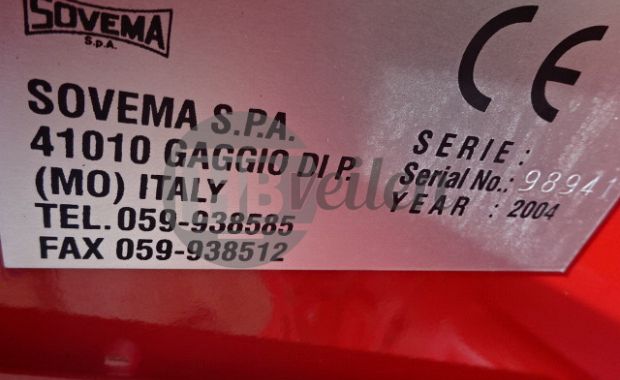 SOVEMA
S.p.A.
CE
SOVEMA S.P.A.
41010 GAGGIO DI P.
(MO) ITALY
TEL. 059-938585
FAX 059-938512
SERIE:
Serial No.: 98941
YEAR : 2004